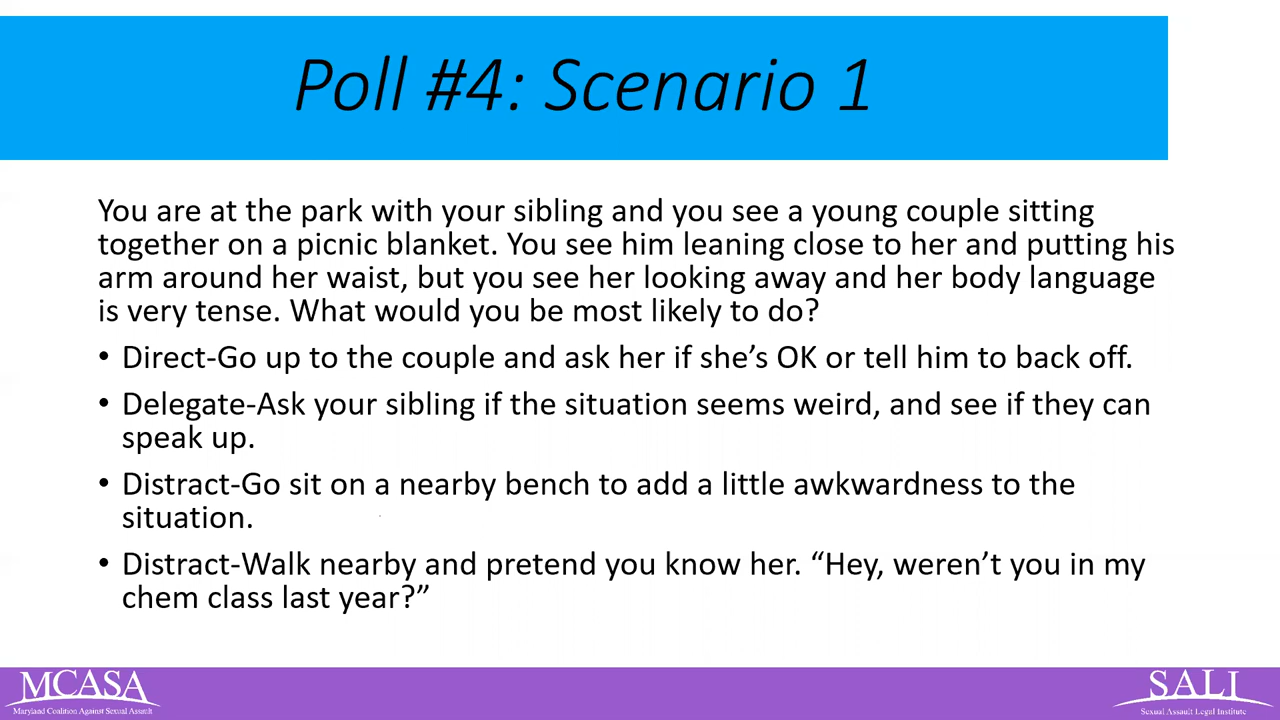 Poll #4: Scenario 1
You are at the park with your sibling and you see a young couple sitting
together on a picnic blanket. You see him leaning close to her and putting his
arm around her waist, but you see her looking away and her body language
is very tense. What would you be most likely to do?
• Direct-Go up to the couple and ask her if she’s OK or tell him to back off.
• Delegate-Ask your sibling if the situation seems weird, and see if they can
speak up.
• Distract-Go sit on a nearby bench to add a little awkwardness to the
situation.
• Distract-Walk nearby and pretend you know her. “Hey, weren’t you in my
chem class last year?”
MCASA
Maryland Coalition Against Sexual Assault
SALI
Sexual Assault Legal Institute